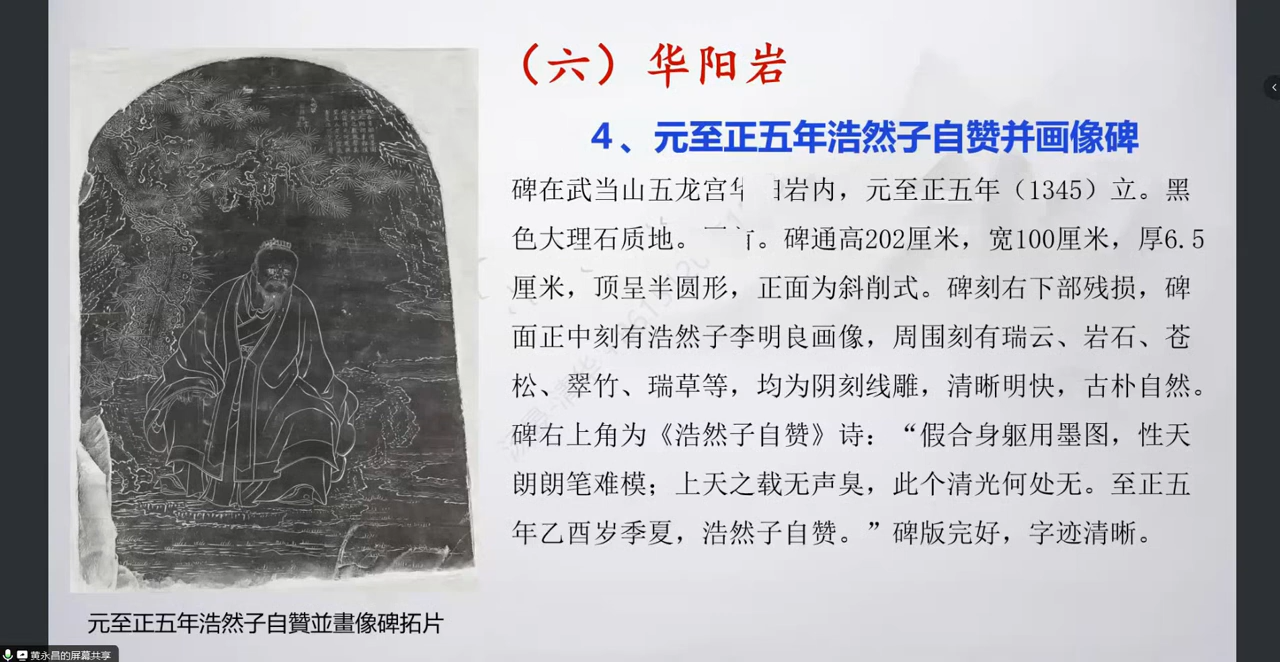 （六）华阳岩
4、元至正五年浩然子自赞并画像碑
碑在武当山五龙宫 岩内，元至正五年（1345）立。黑
色大理石质地。 。碑通高202厘米，宽100厘米，厚6.5
厘米，顶呈半圆形，正面为斜削式。碑刻右下部残损，碑
面正中刻有浩然子李明良画像，周围刻有瑞云、岩石、苍
松、翠竹、瑞草等，均为阴刻线雕，清晰明快，古朴自然。
碑右上角为《浩然子自赞》诗：“假合身躯用墨图，性天
朗朗笔难模；上天之载无声臭，此个清光何处无。至正五
年乙酉岁季夏，浩然子自赞。”碑版完好，字迹清晰。
元至正五年浩然子自贊並畫像碑拓片
黄永昌的屏幕共享